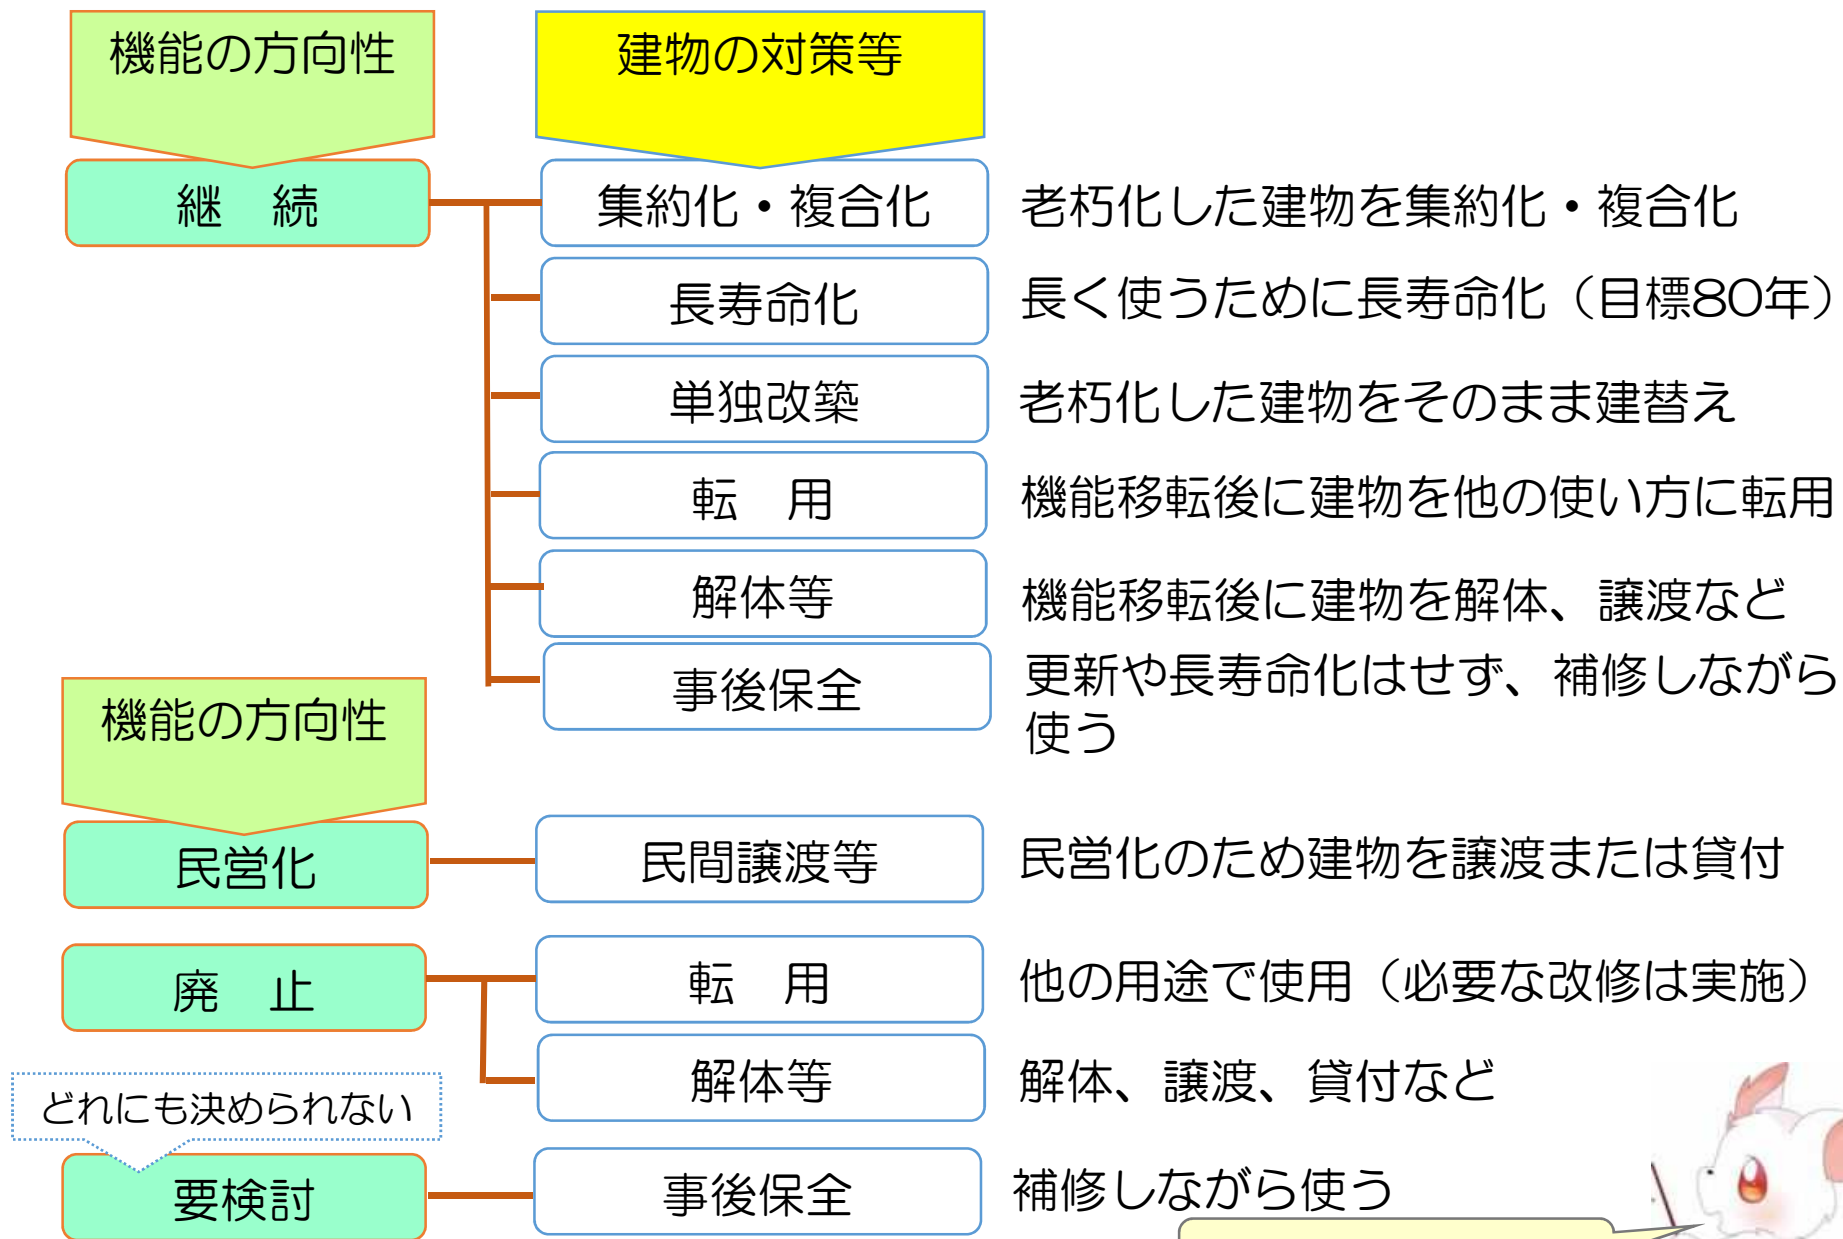 機能の方向性
建物の対策等
継　続
集約化・複合化
老朽化した建物を集約化・複合化
長寿命化
長く使うために長寿命化（目標80年）
単独改築
老朽化した建物をそのまま建替え
転　用
機能移転後に建物を他の使い方に転用
解体等
機能移転後に建物を解体、譲渡など
事後保全
更新や長寿命化はせず、補修しながら
使う
機能の方向性
民営化
民間譲渡等
民営化のため建物を譲渡または貸付
廃　止
転　用
他の用途で使用（必要な改修は実施）
解体等
解体、譲渡、貸付など
どれにも決められない
要検討
事後保全
補修しながら使う